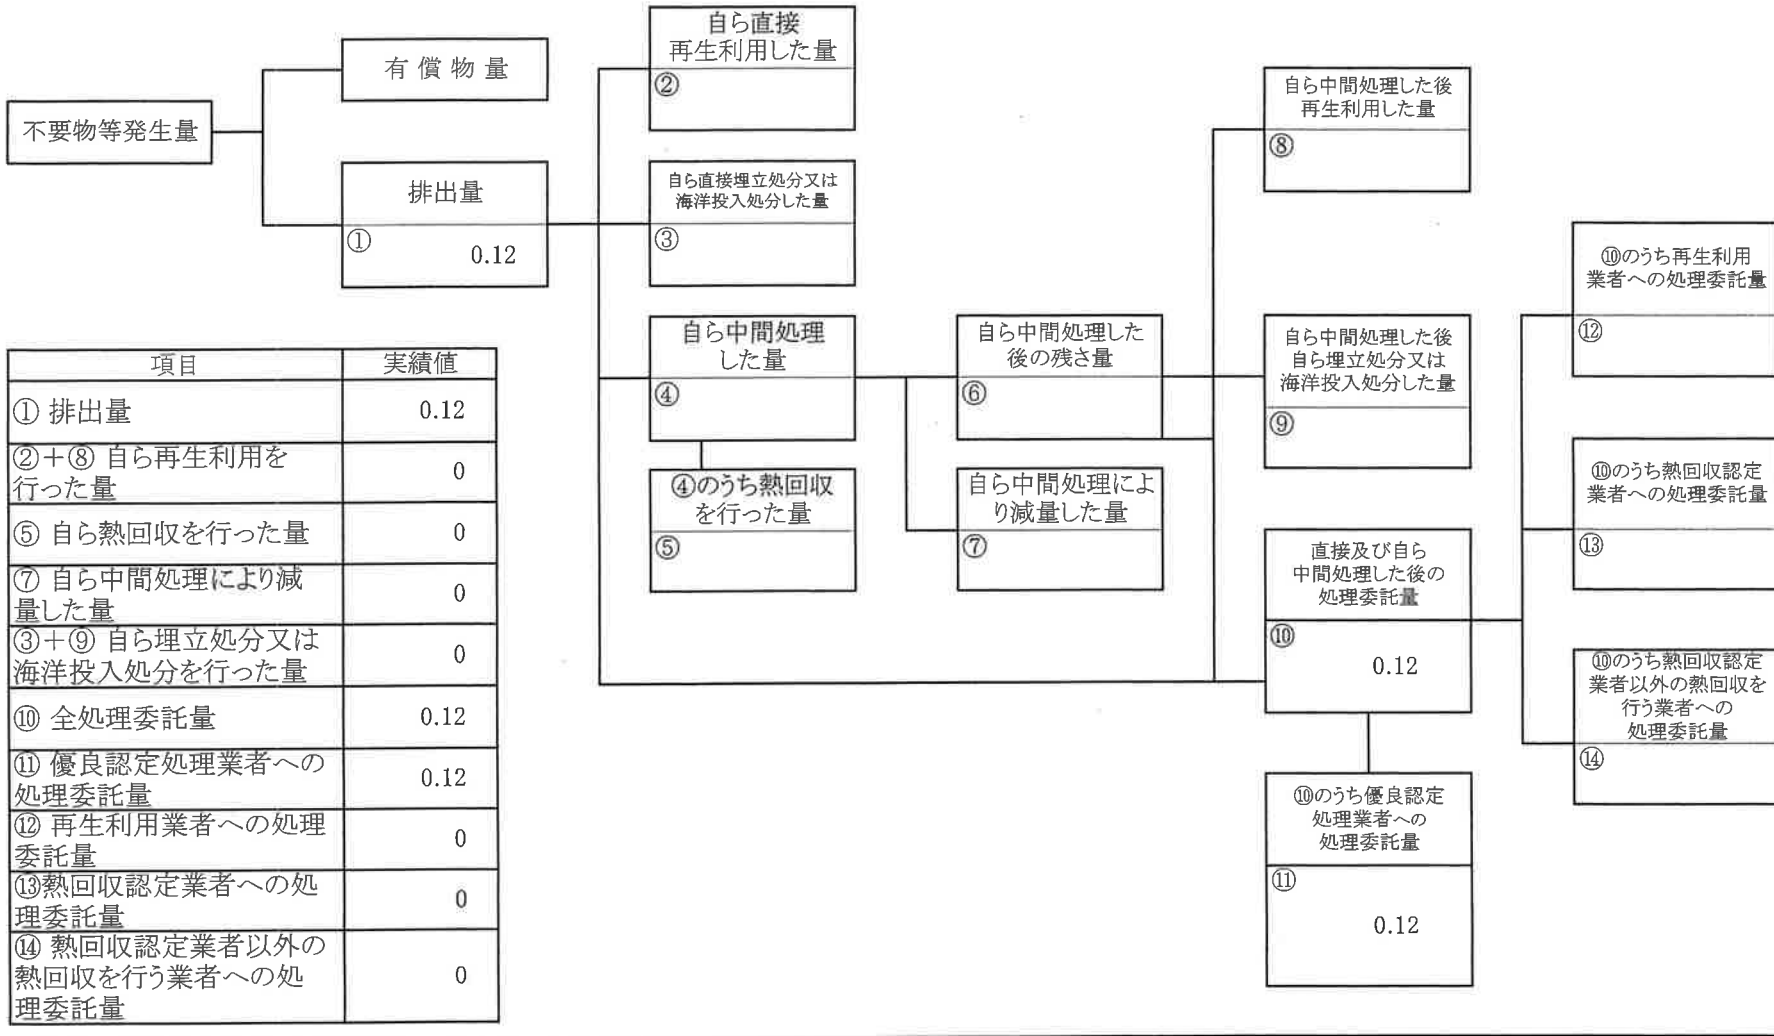 不要物等発生量
有償物量
排出量
①
0.12
自ら直接
再生利用した量
②
自ら直接埋立処分又は
海洋投入処分した量
③
自ら中間処理
した量
④
④のうち熱回収
を行った量
⑤
自ら中間処理した
後の残さ量
⑥
自ら中間処理によ
り減量した量
⑦
自ら中間処理した後
再生利用した量
⑧
自ら中間処理した後
自ら埋立処分又は
海洋投入処分した量
⑨
直接及び自ら
中間処理した後の
処理委託量
⑩
0.12
⑩のうち優良認定
処理業者への
処理委託量
⑪
0.12
⑩のうち再生利用
業者への処理委託量
⑫
⑩のうち熱回収認定
業者への処理委託量
⑬
⑩のうち熱回収認定
業者以外の熱回収を
行う業者への
処理委託量
⑭
項目 実績値
① 排出量 0.12
②+⑧ 自ら再生利用を
行った量 0
⑤ 自ら熱回収を行った量 0
⑦ 自ら中間処理により減
量した量 0
③+⑨ 自ら埋立処分又は
海洋投入処分を行った量 0
⑩ 全処理委託量 0.12
⑪ 優良認定処理業者への
処理委託量 0.12
⑫ 再生利用業者への処理
委託量 0
⑬熱回収認定業者への処
理委託量 0
⑭ 熱回収認定業者以外の
熱回収を行う業者への処
理委託量 0